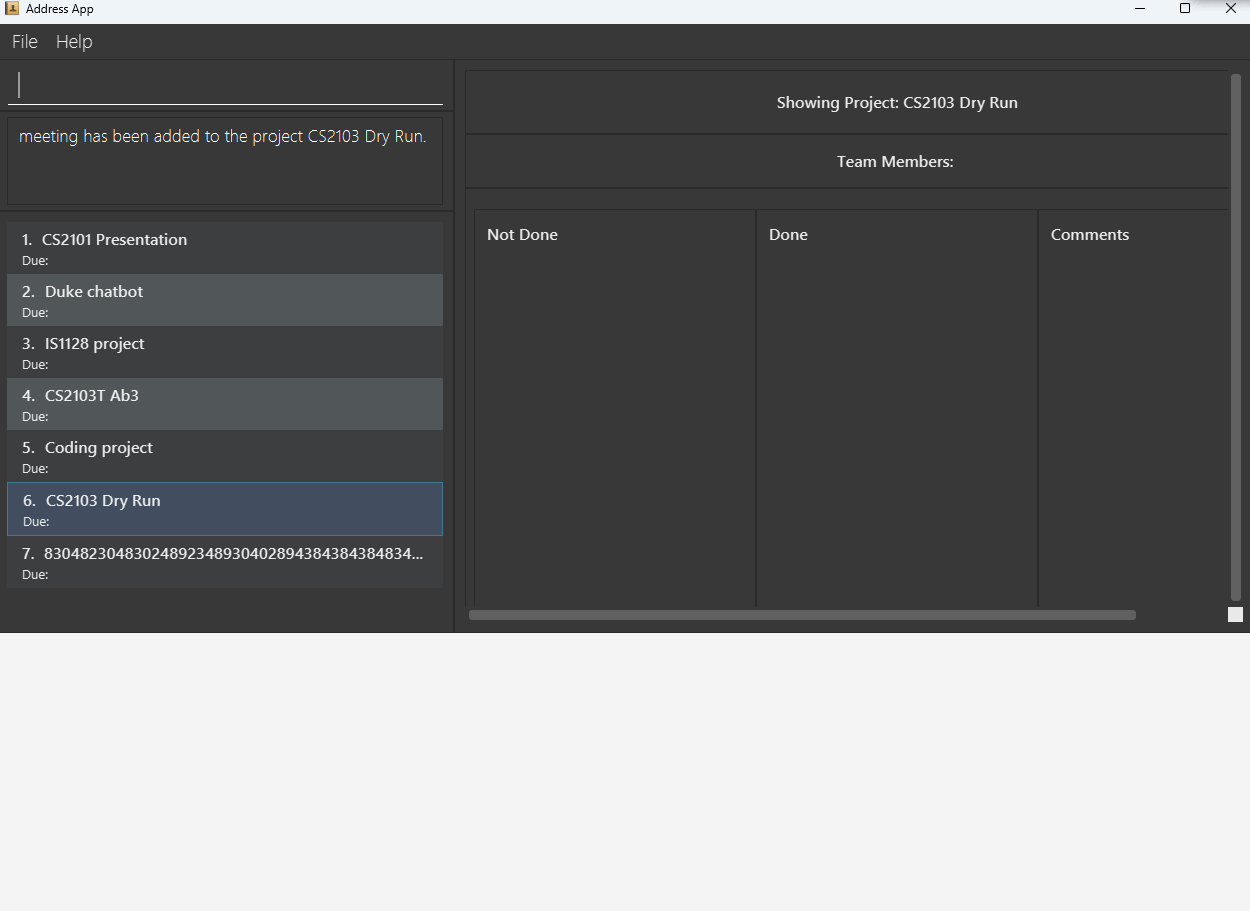 Address App
File Help
meeting has been added to the project CS2103 Dry Run.
1. CS2101 Presentation
Due:
2. Duke chatbot
Due:
3. IS1128 project
Due:
4. CS2103T Ab3
Due:
5. Coding project
Due:
6. CS2103 Dry Run
Due:
7. 83048230483024892348930402894384384384834...
Due:
Showing Project: CS2103 Dry Run
Team Members:
Not Done Done Comments